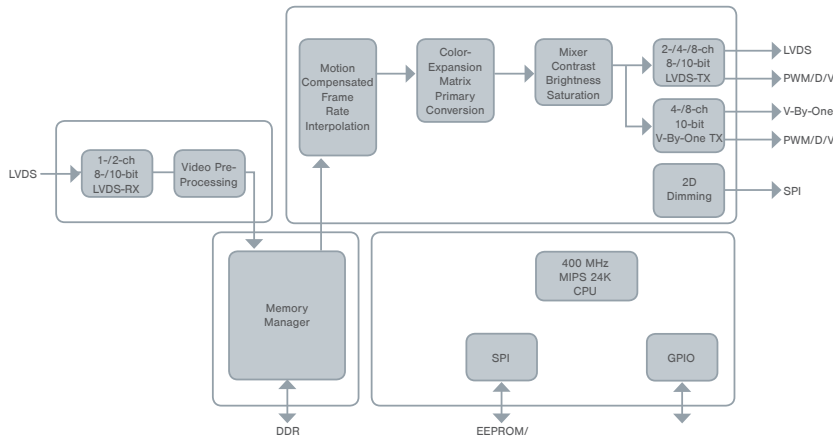 Motion
Compensated
Frame
Rate
Interpolation
Color-
Expansion
Matrix
Primary
Conversion
Mixer
Contrast
Brightness
Saturation
2-/4-/8-ch
8-/10-bit
LVDS-TX
LVDS
PWM/D/V
4-/8-ch
10-bit
V-By-One TX
V-By-One
PWM/D/V
2D
Dimming
SPI
LVDS
1-/2-ch
8-/10-bit
LVDS-RX
Video Pre-
Processing
Memory
Manager
400 MHz
MIPS 24K
CPU
SPI
GPIO
DDR
EEPROM/